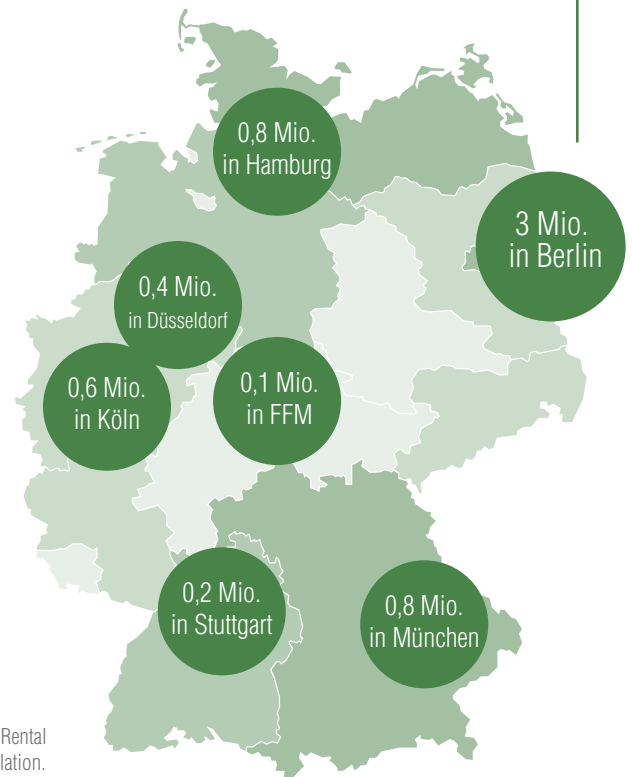 0,8 Mio.
in Hamburg
3 Mio.
in Berlin
0,4 Mio.
in Düsseldorf
0,6 Mio.
in Köln
0,1 Mio.
in FFM
0,2 Mio.
in Stuttgart
0,8 Mio.
in München
Rental
lation.